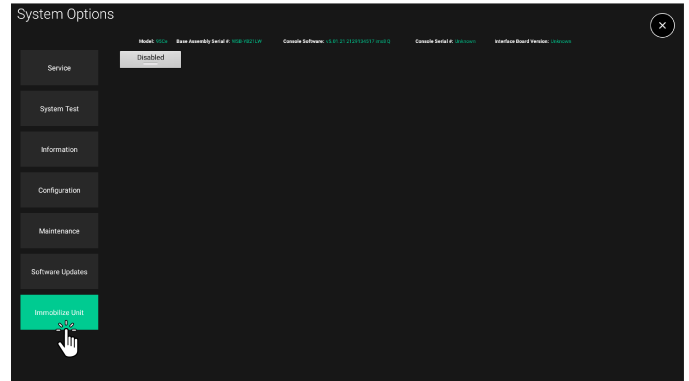 System Options
Model: 95Dx Base Assembly Serial #: Console Software: Console Serial #: Unknown Interface Board Version: Unknown
Disabled
Service
System Test
Information
Configuration
Maintenance
Software Updates
Immobilize Unit